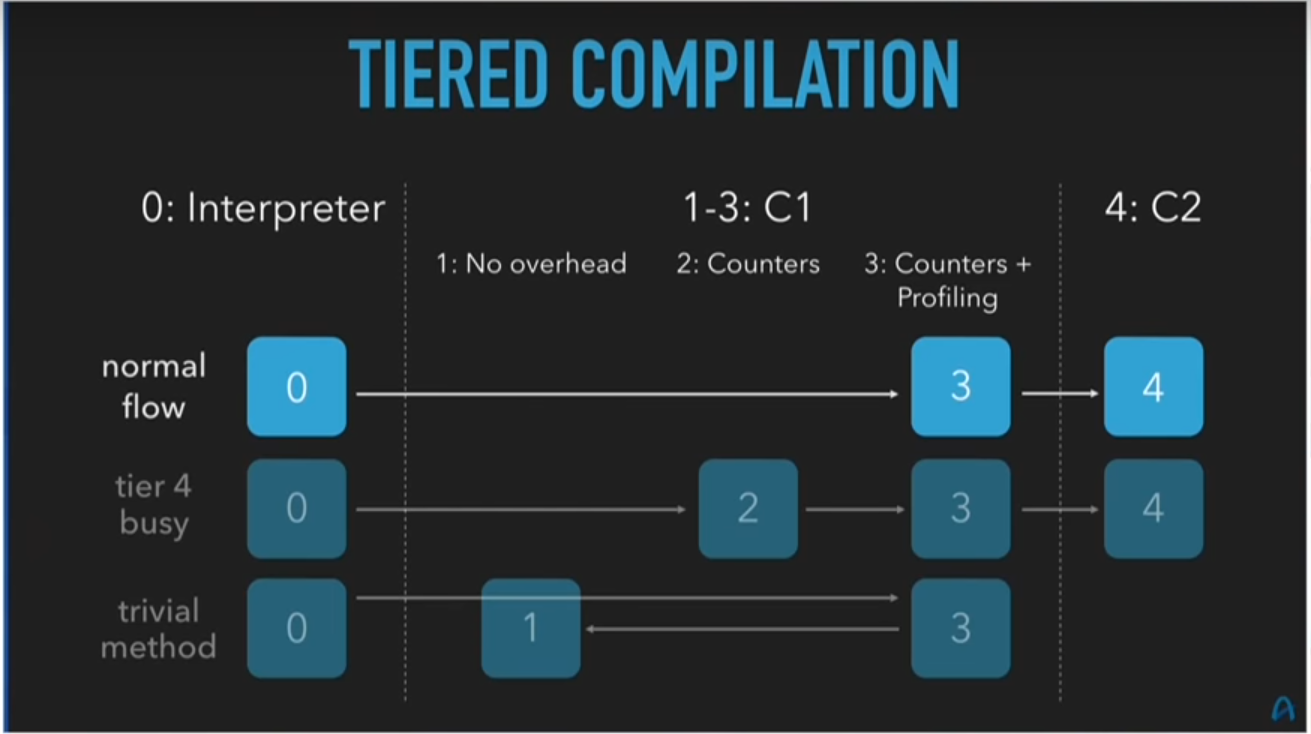 TIERED COMPILATION
0: Interpreter
1-3: C1
4: C2
1: No overhead
2: Counters
3: Counters +
Profiling
normal
flow
0
3
4
tier 4
busy
0
2
3
4
trivial
method
0
1
3